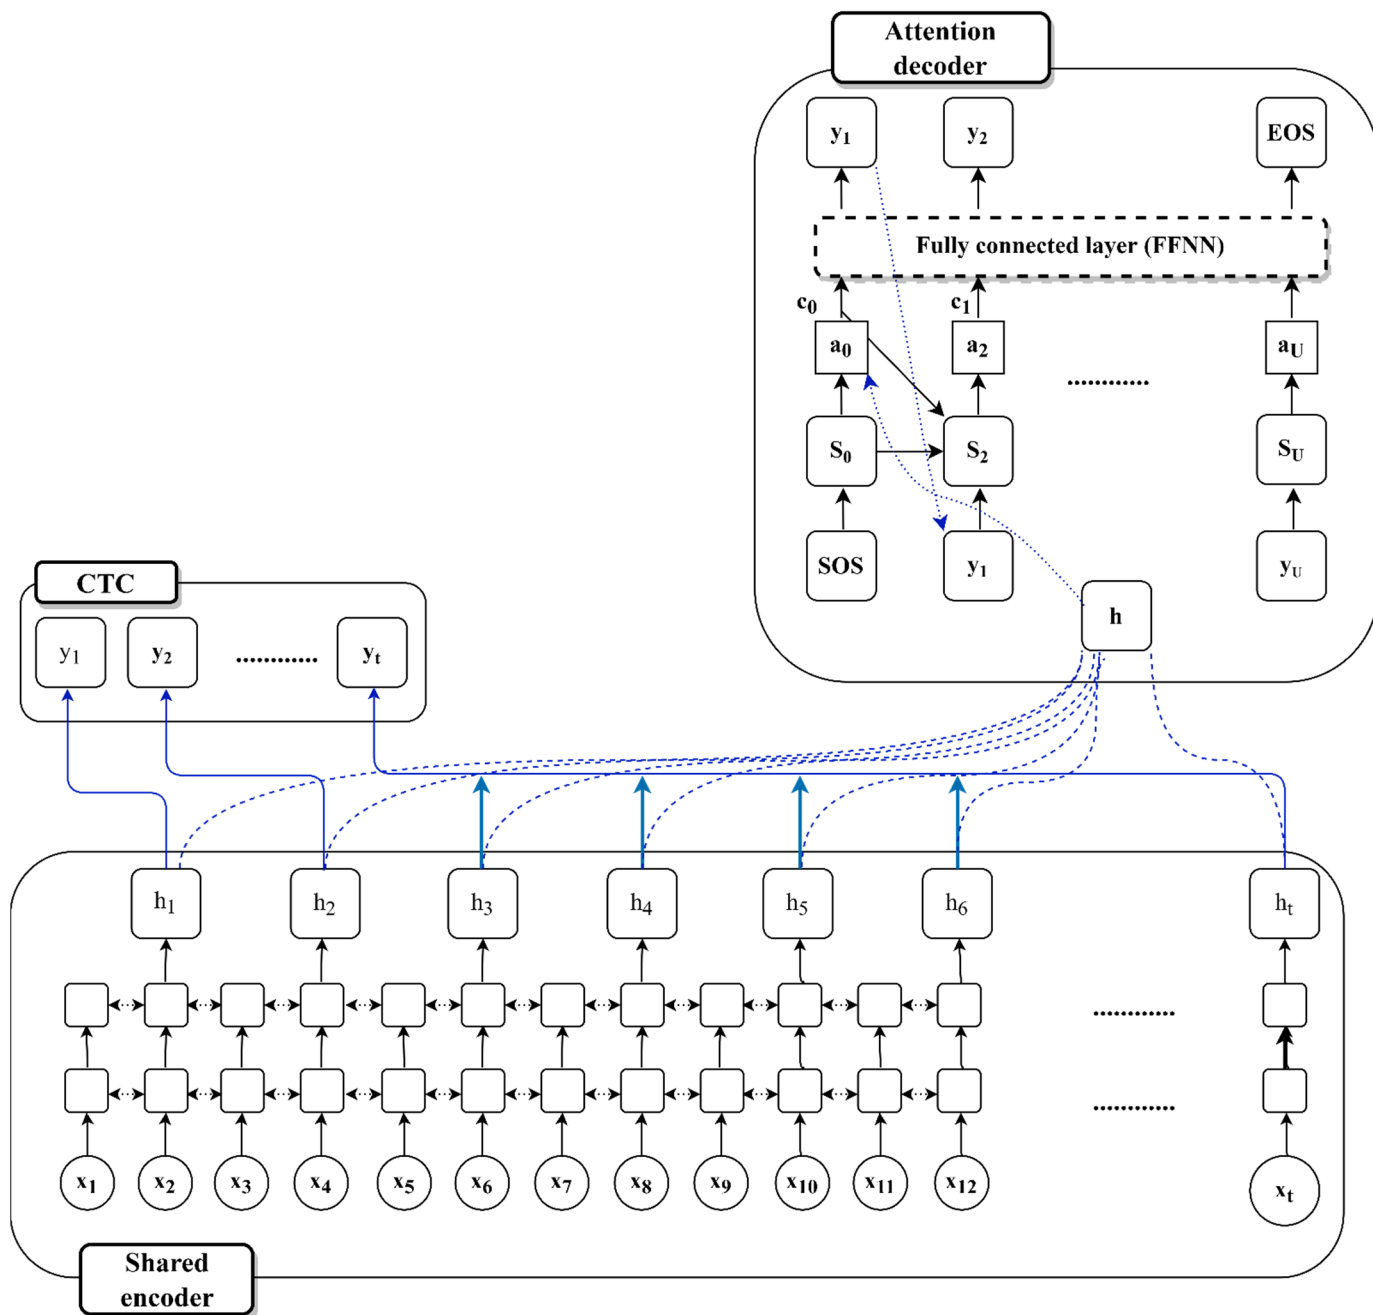 Attention
decoder
y1 y2 EOS
Fully connected layer (FFNN)
c0 c1
a0 a2 aU
............
S0 S2 SU
SOS y1 yU
h
CTC
y1 y2 ............ yt
h1 h2 h3 h4 h5 h6 ht
............
............
x1 x2 x3 x4 x5 x6 x7 x8 x9 x10 x11 x12 xt
Shared
encoder